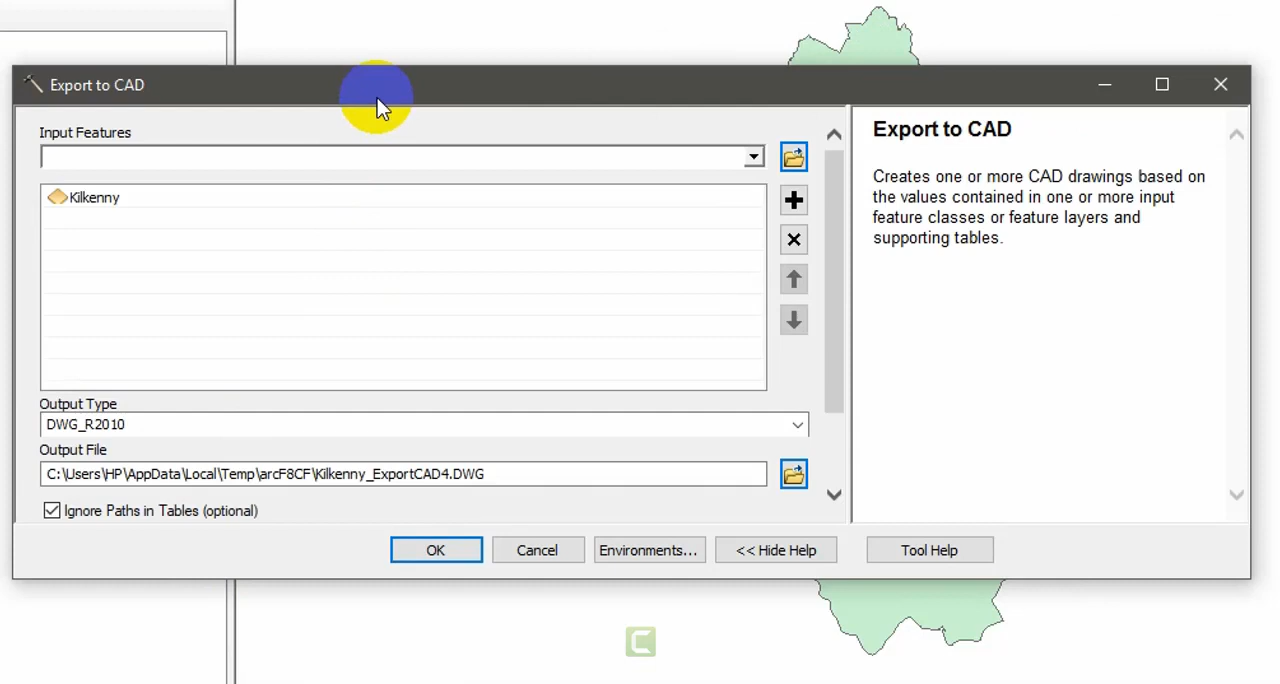 Export to CAD
Input Features
Kilkenny
Output Type
DWG_R2010
Output File
C:\Users\HP\AppData\Local\Temp\arcF8CF\Kilkenny_ExportCAD4.DWG
Ignore Paths in Tables (optional)
OK
Cancel
Environments...
<< Hide Help
Tool Help
Export to CAD
Creates one or more CAD drawings based on
the values contained in one or more input
feature classes or feature layers and
supporting tables.